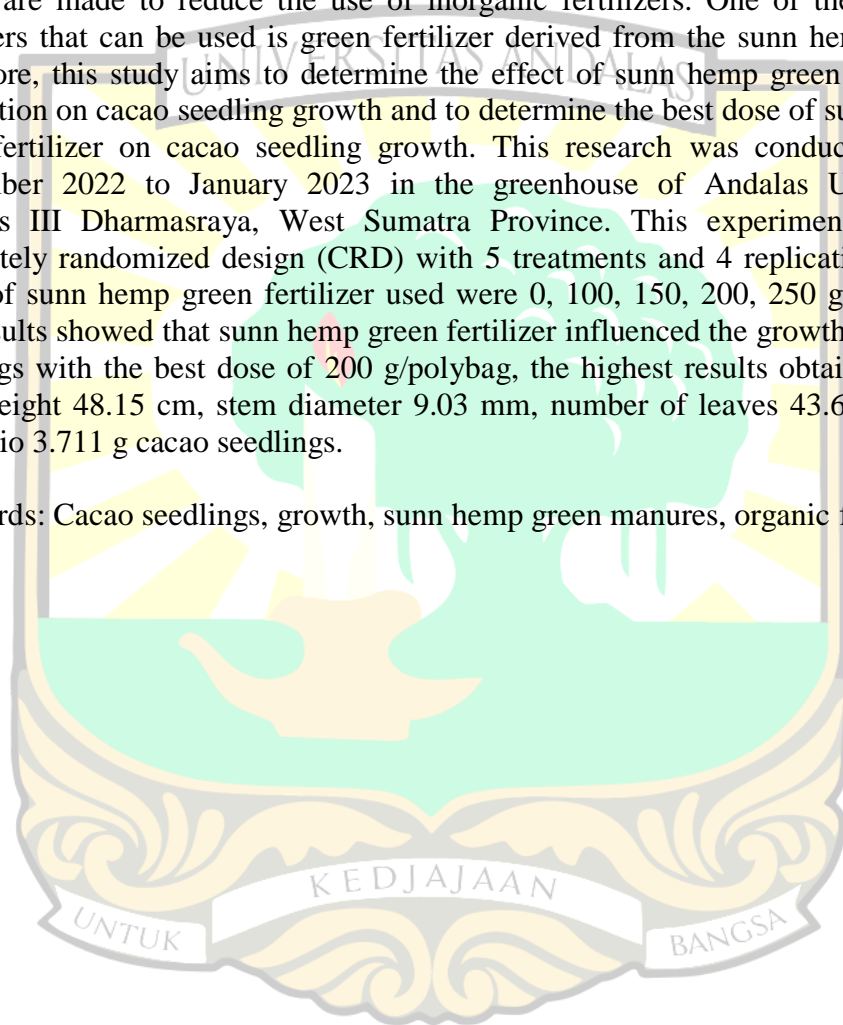 are made to reduce the use of inorganic fertilizers. One of the
ers that can be used is green fertilizer derived from the sunn hem
ore, this study aims to determine the effect of sunn hemp green
tion on cacao seedling growth and to determine the best dose of su
fertilizer on cacao seedling growth. This research was conduc
ber 2022 to January 2023 in the greenhouse of Andalas U
s III Dharmasraya, West Sumatra Province. This experimen
tely randomized design (CRD) with 5 treatments and 4 replicati
of sunn hemp green fertilizer used were 0, 100, 150, 200, 250 g
sults showed that sunn hemp green fertilizer influenced the growth
gs with the best dose of 200 g/polybag, the highest results obtai
eight 48.15 cm, stem diameter 9.03 mm, number of leaves 43.6
io 3.711 g cacao seedlings.
rds: Cacao seedlings, growth, sunn hemp green manures, organic f
UNIVERSITAS ANDALAS
UNTUK KEDJAJAAN BANGSA